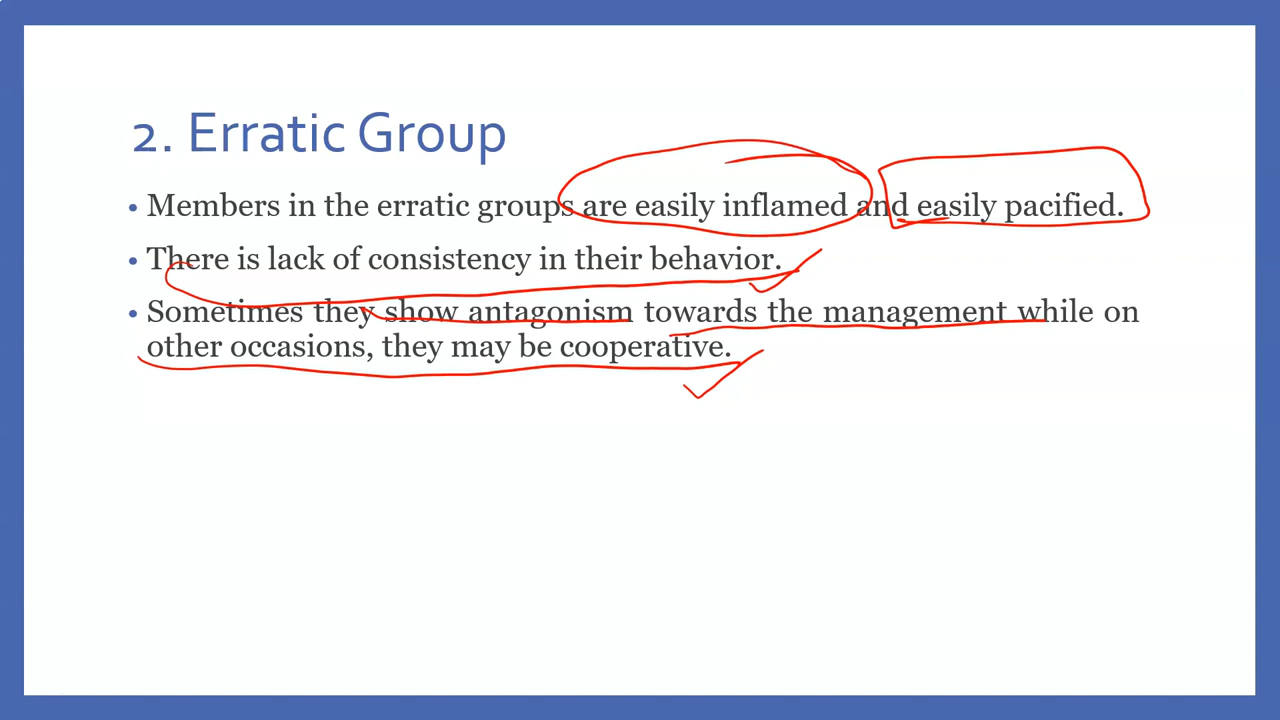 2. Erratic Group
• Members in the erratic groups are easily inflamed and easily pacified.
• There is lack of consistency in their behavior.
• Sometimes they show antagonism towards the management while on
other occasions, they may be cooperative.